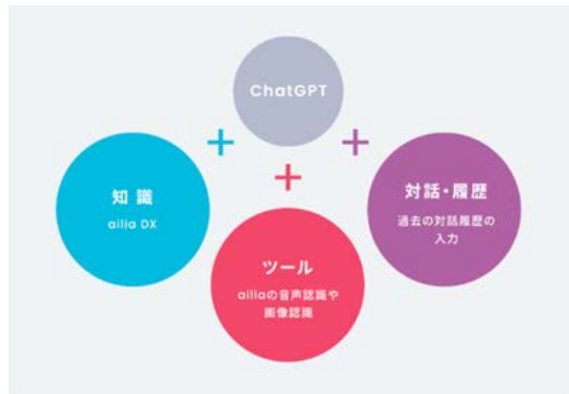 ChatGPT
知識
ailia DX
ツール
ailiaの音声認識や
画像認識
対話・履歴
過去の対話履歴の
入力